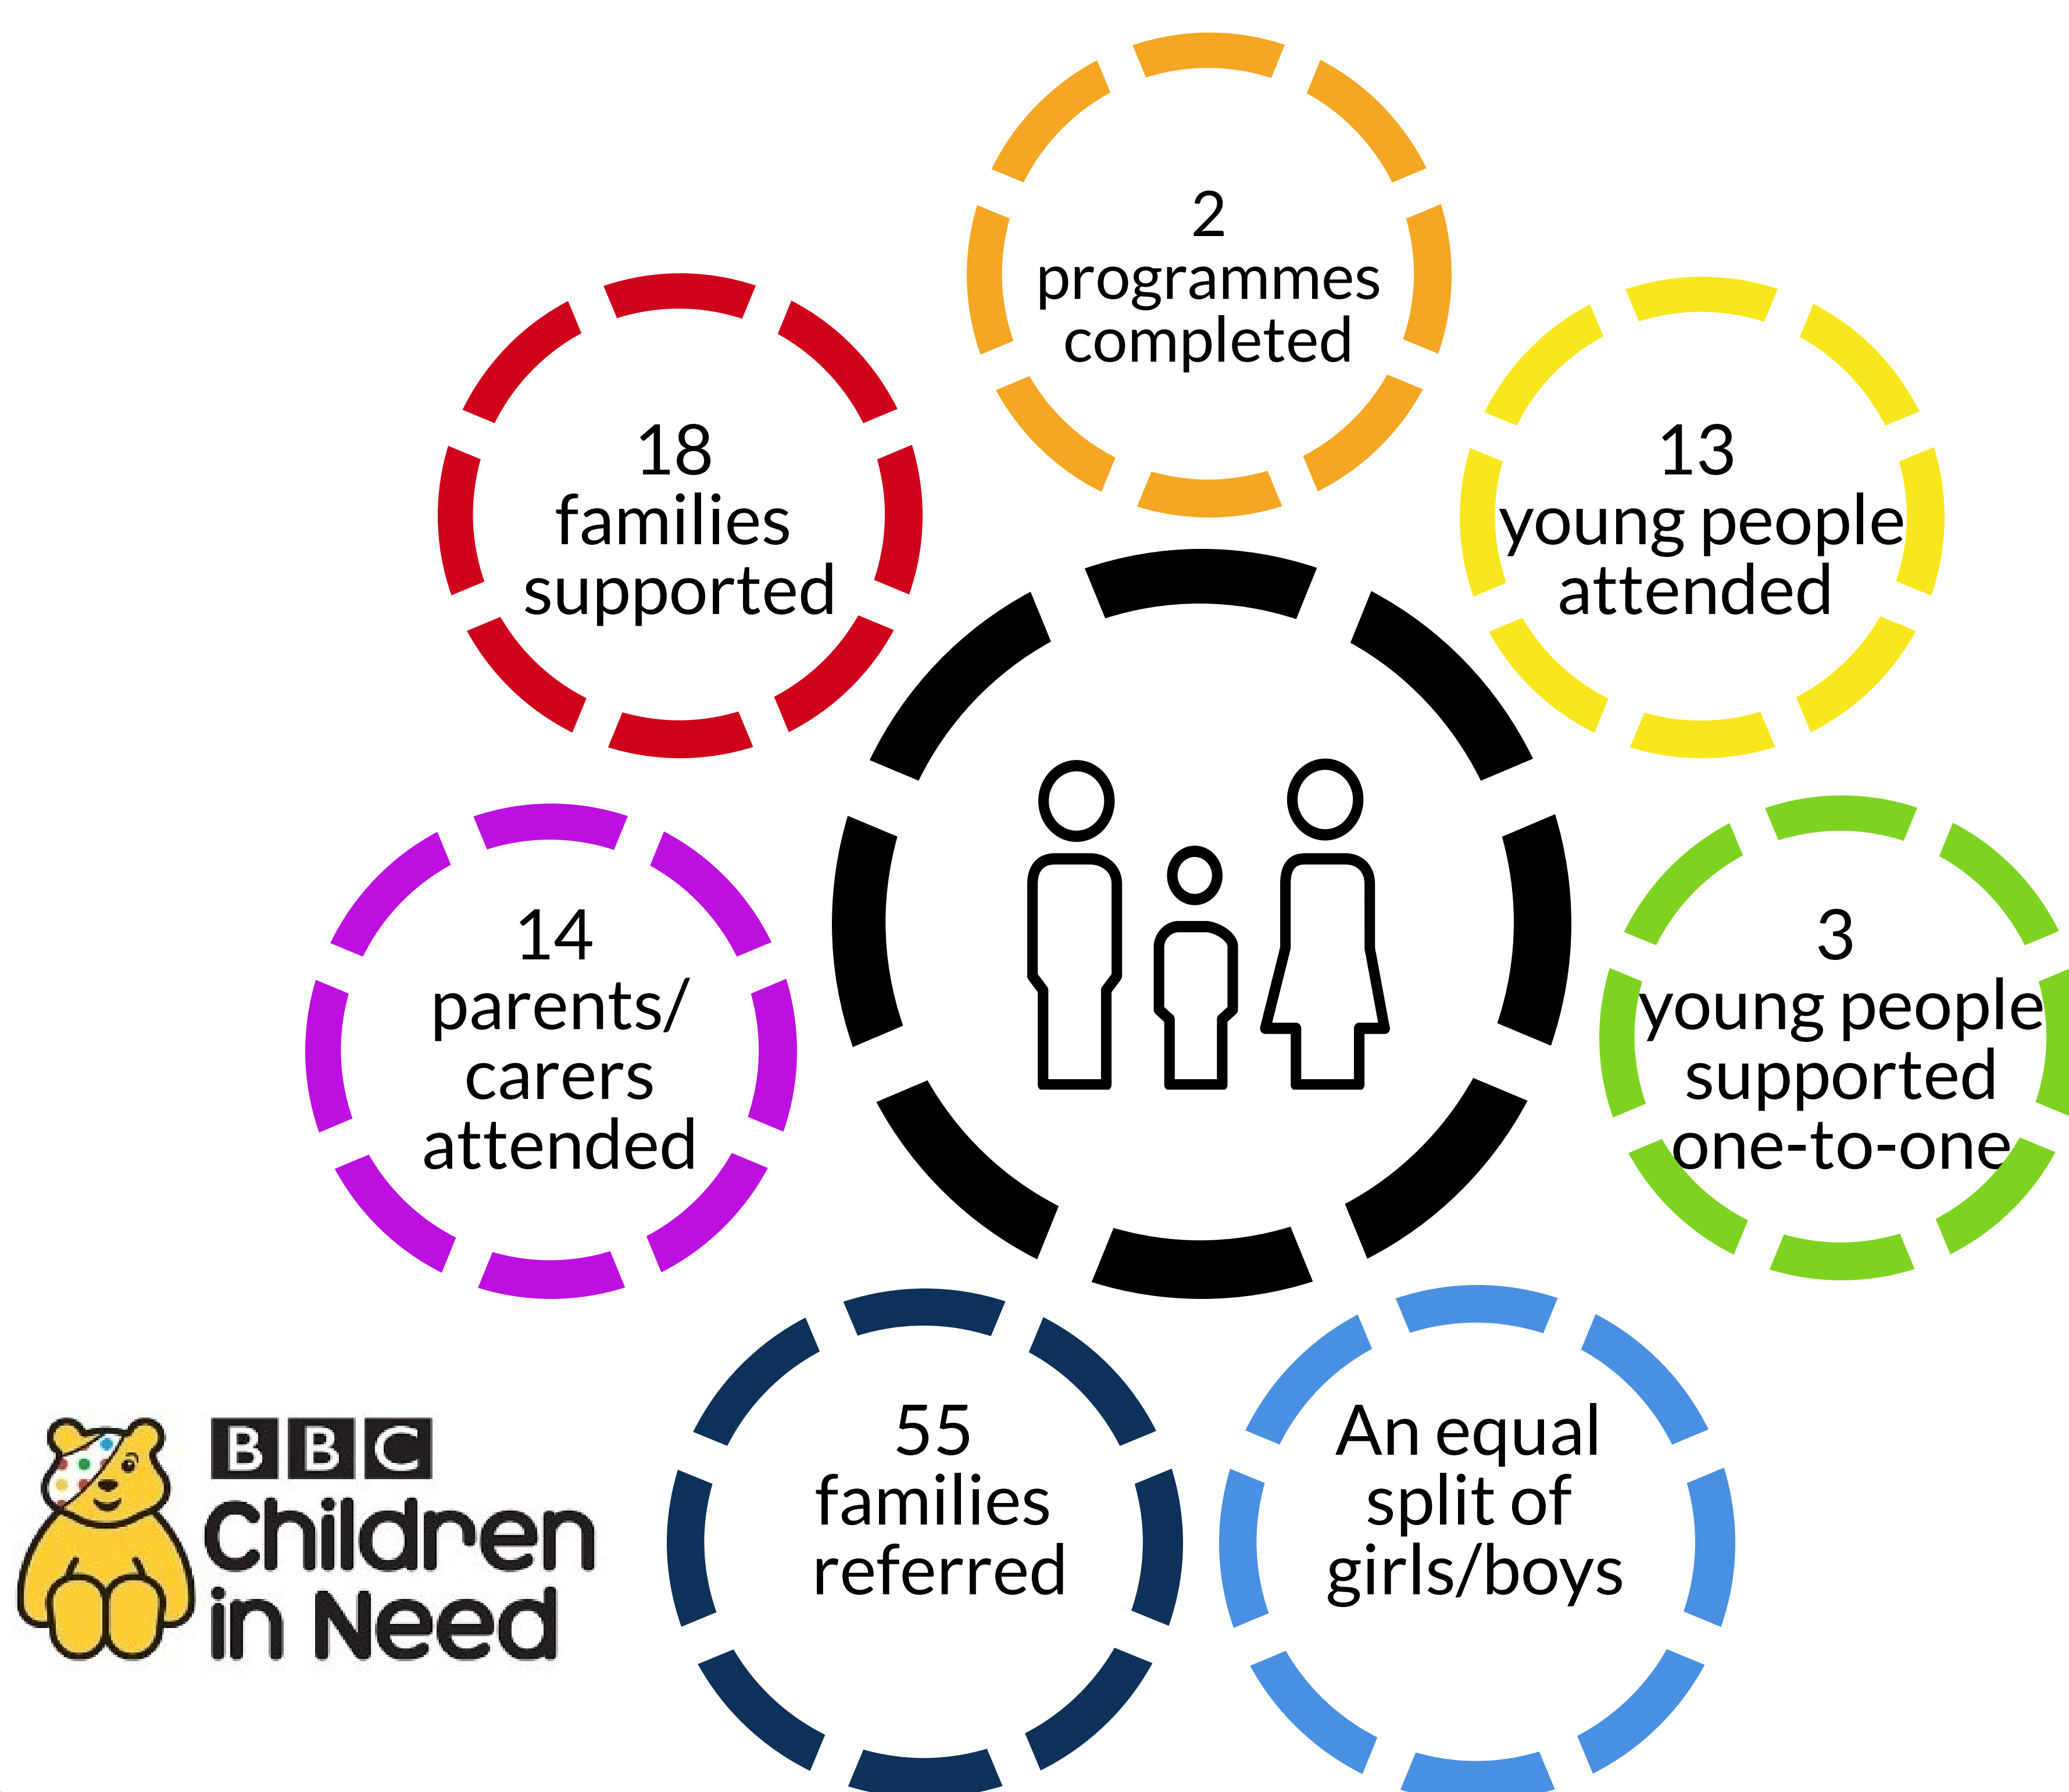 2
programmes
completed
18
families
supported
13
young people
attended
14
parents/
carers
attended
3
young people
supported
one-to-one
55
families
referred
An equal
split of
girls/boys
BBC
Children
in Need